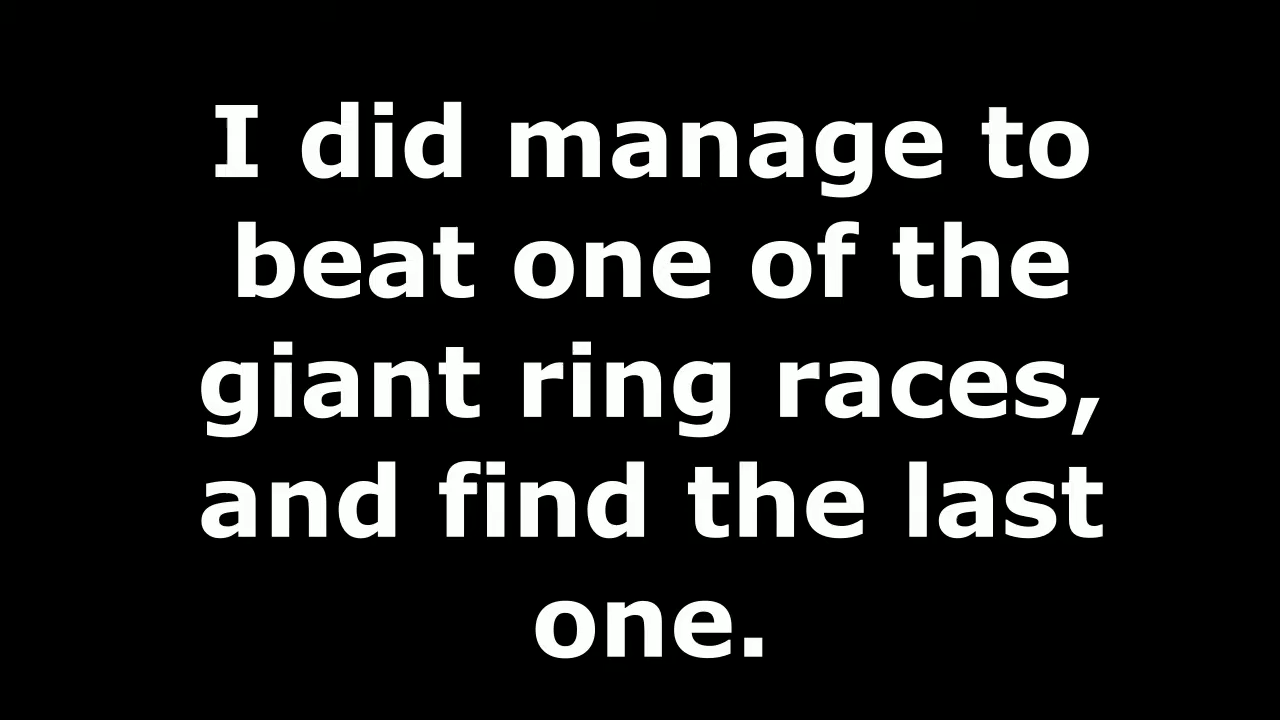 I did manage to
beat one of the
giant ring races,
and find the last
one.